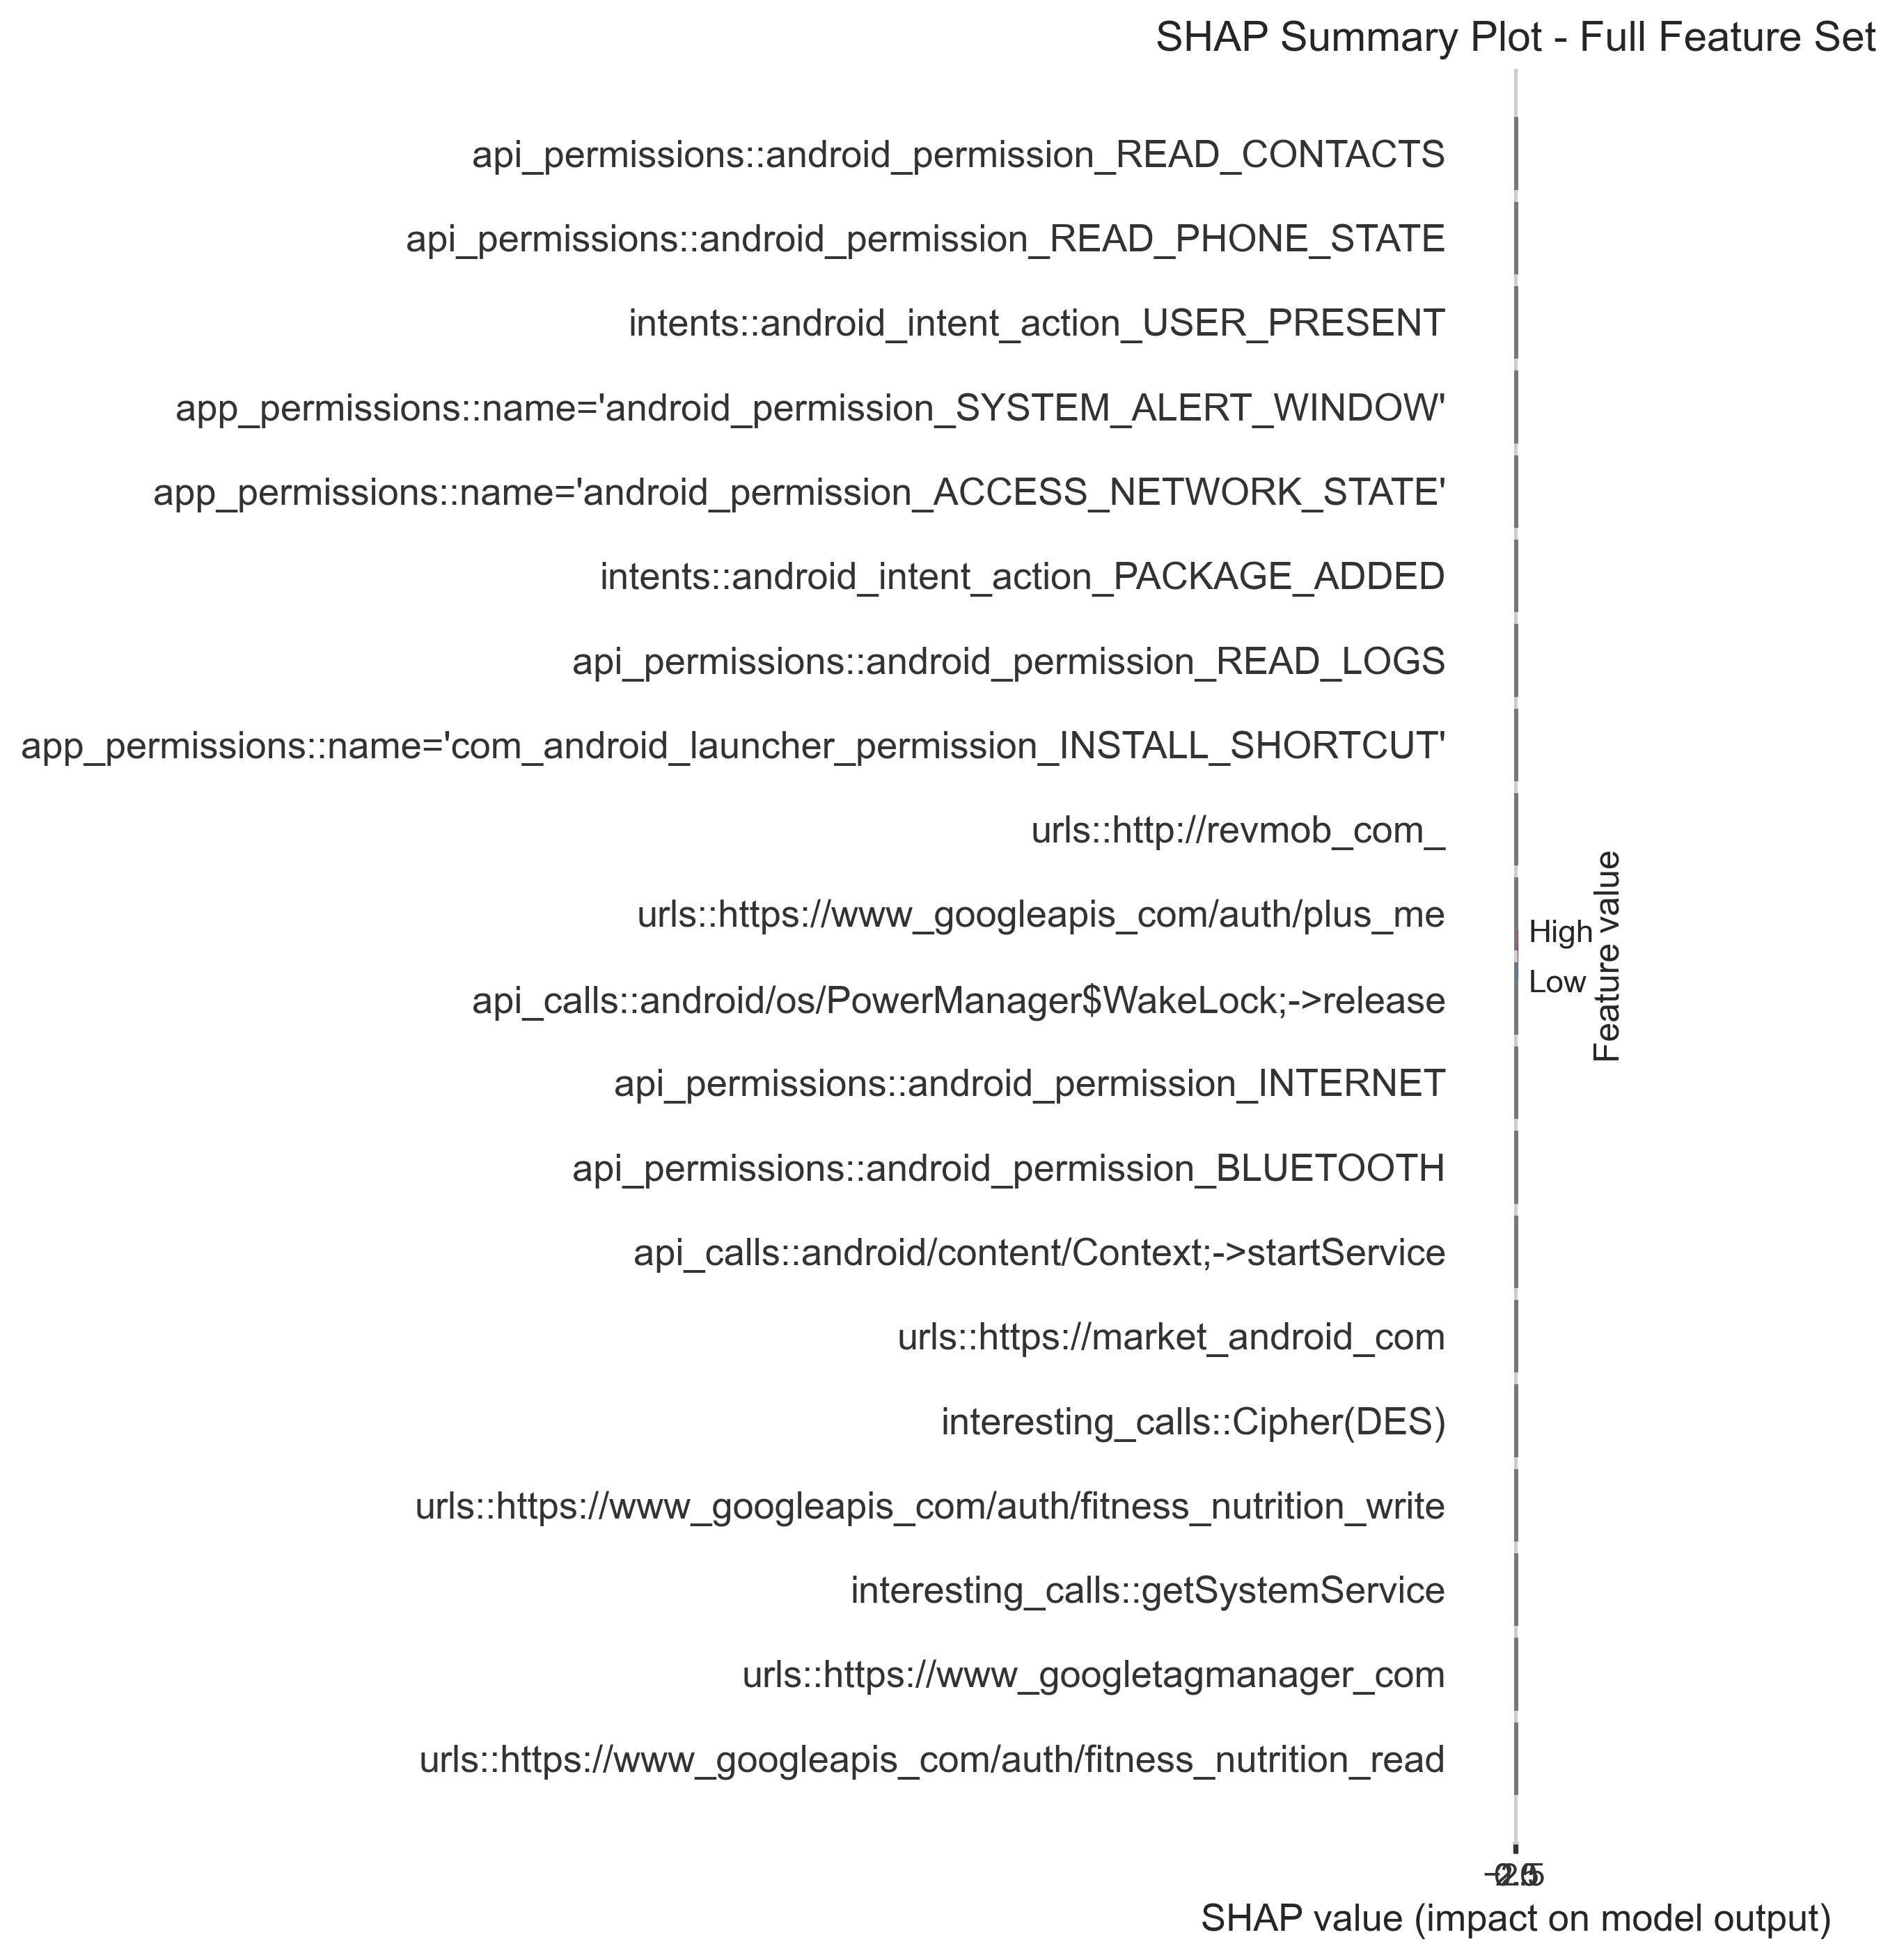 SHAP Summary Plot - Full Feature Set
api_permissions::android_permission_READ_CONTACTS
api_permissions::android_permission_READ_PHONE_STATE
intents::android_intent_action_USER_PRESENT
app_permissions::name='android_permission_SYSTEM_ALERT_WINDOW'
app_permissions::name='android_permission_ACCESS_NETWORK_STATE'
intents::android_intent_action_PACKAGE_ADDED
api_permissions::android_permission_READ_LOGS
app_permissions::name='com_android_launcher_permission_INSTALL_SHORTCUT'
urls::http://revmob_com_
urls::https://www_googleapis_com/auth/plus_me
api_calls::android/os/PowerManager$WakeLock;->release
api_permissions::android_permission_INTERNET
api_permissions::android_permission_BLUETOOTH
api_calls::android/content/Context;->startService
urls::https://market_android_com
interesting_calls::Cipher(DES)
urls::https://www_googleapis_com/auth/fitness_nutrition_write
interesting_calls::getSystemService
urls::https://www_googletagmanager_com
urls::https://www_googleapis_com/auth/fitness_nutrition_read
High
Low
Feature value
SHAP value (impact on model output)